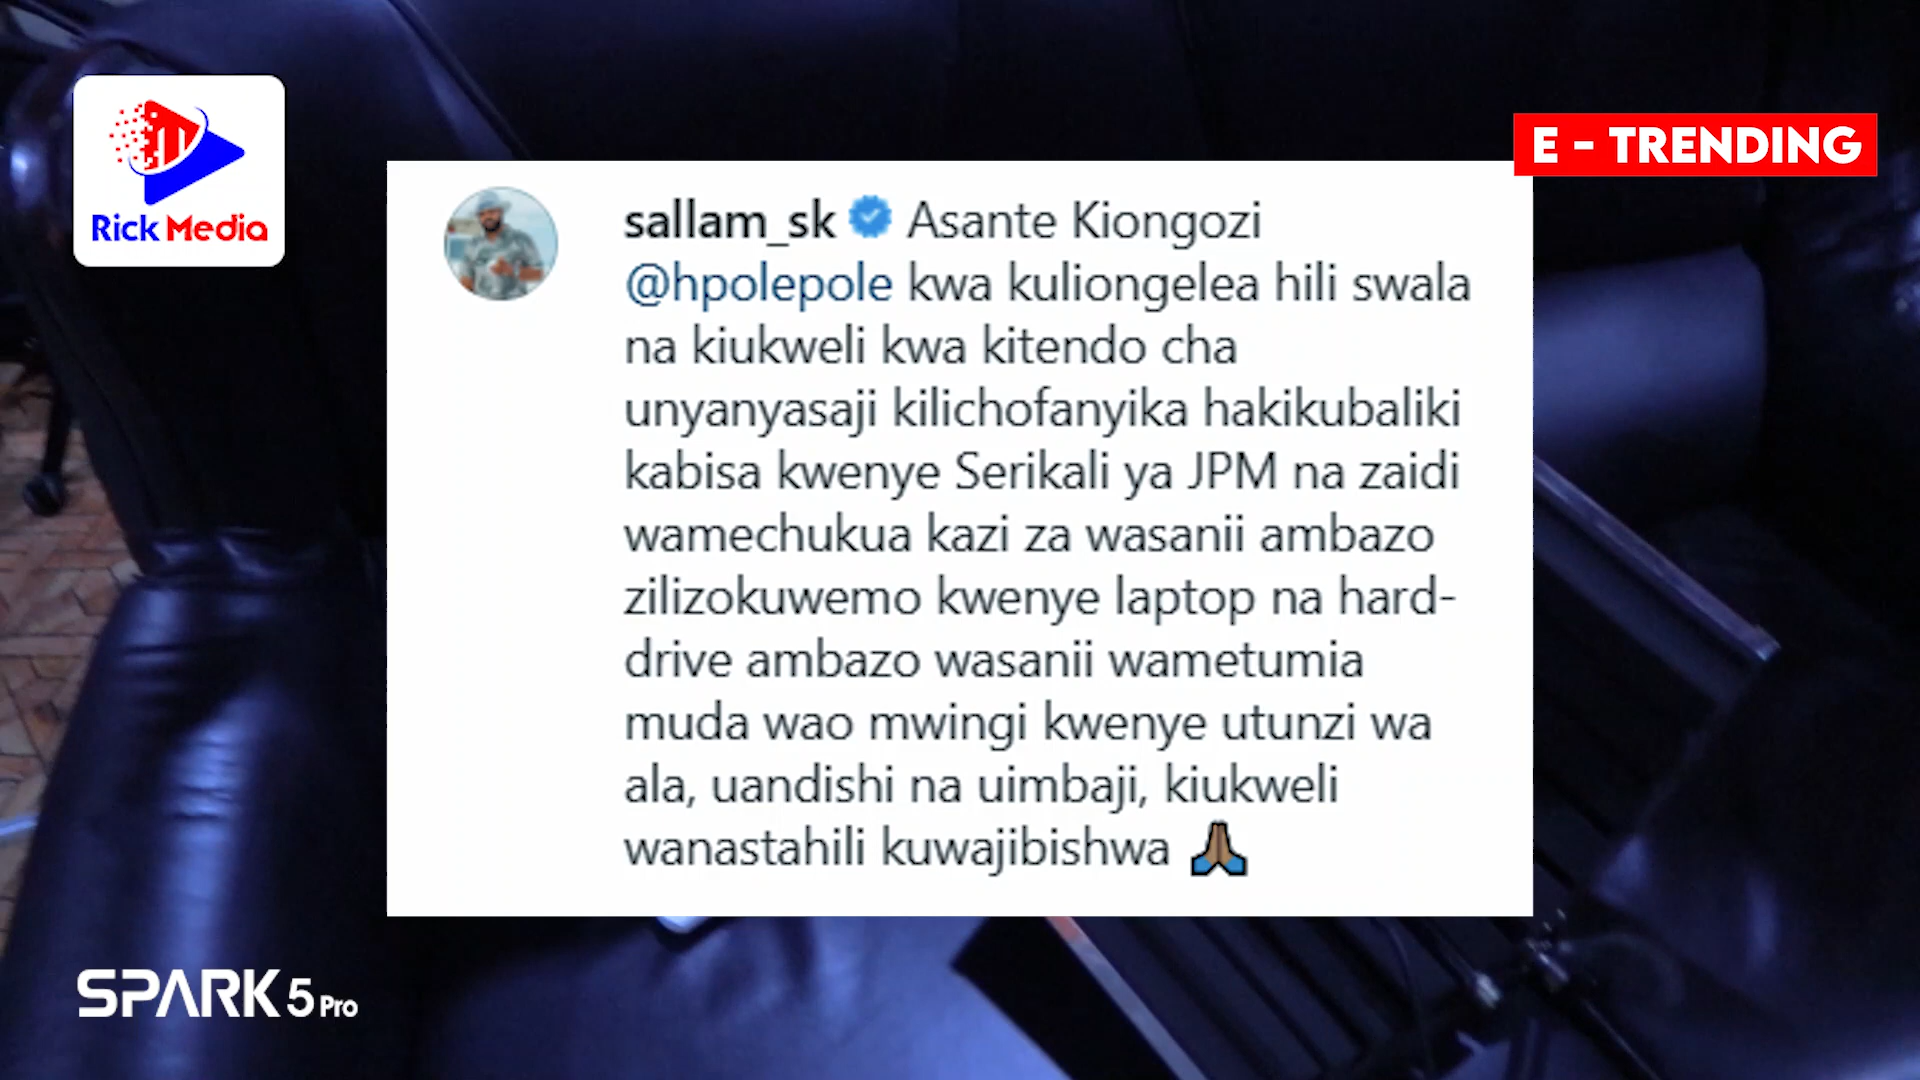 Rick Media
E - TRENDING
sallam_sk Asante Kiongozi
@hpolepole kwa kuliongelea hili swala
na kiukweli kwa kitendo cha
unyanyasaji kilichofanyika hakikubaliki
kabisa kwenye Serikali ya JPM na zaidi
wamechukua kazi za wasanii ambazo
zilizokuwemo kwenye laptop na hard-
drive ambazo wasanii wametumia
muda wao mwingi kwenye utunzi wa
ala, uandishi na uimbaji, kiukweli
wanastahili kuwajibishwa 🙏🏾
SPARK 5 Pro